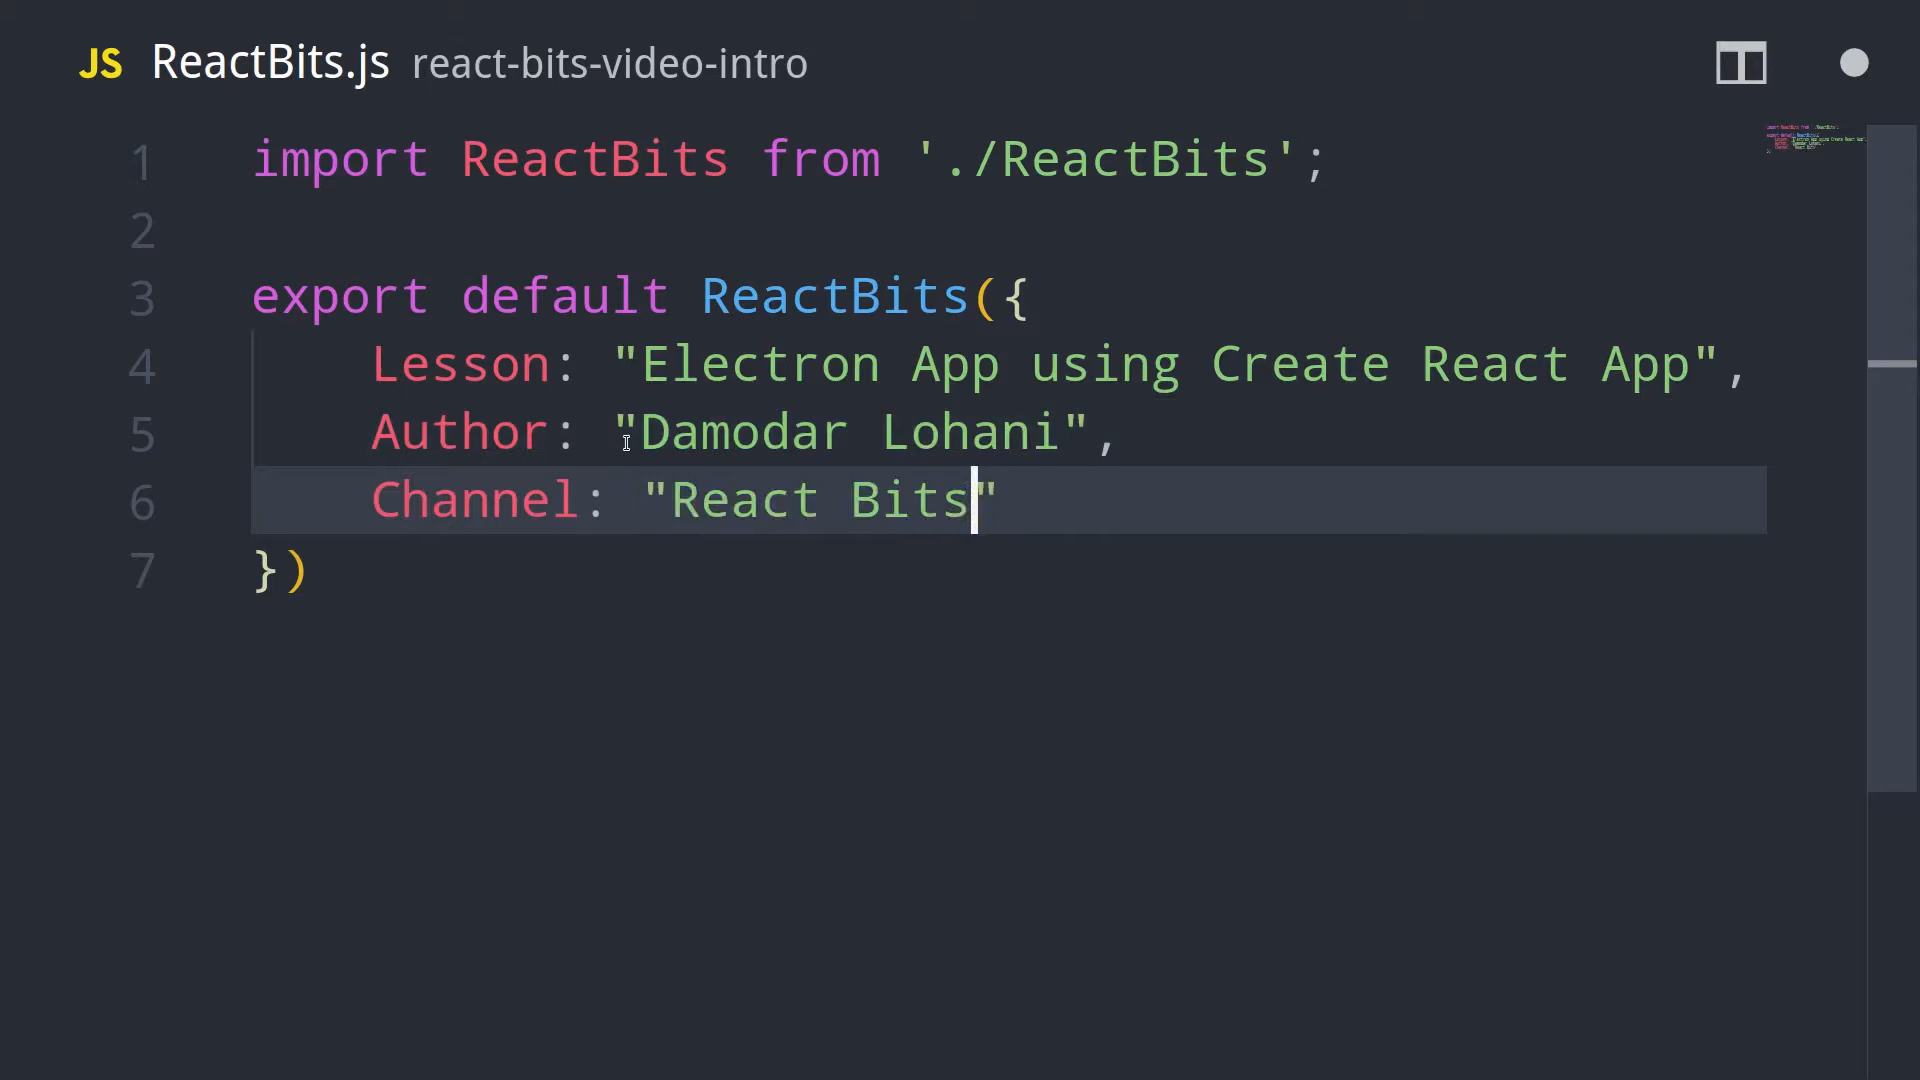 JS ReactBits.js react-bits-video-intro
1 import ReactBits from './ReactBits';
2
3 export default ReactBits({
4 Lesson: "Electron App using Create React App",
5 Author: "Damodar Lohani",
6 Channel: "React Bits"
7 })